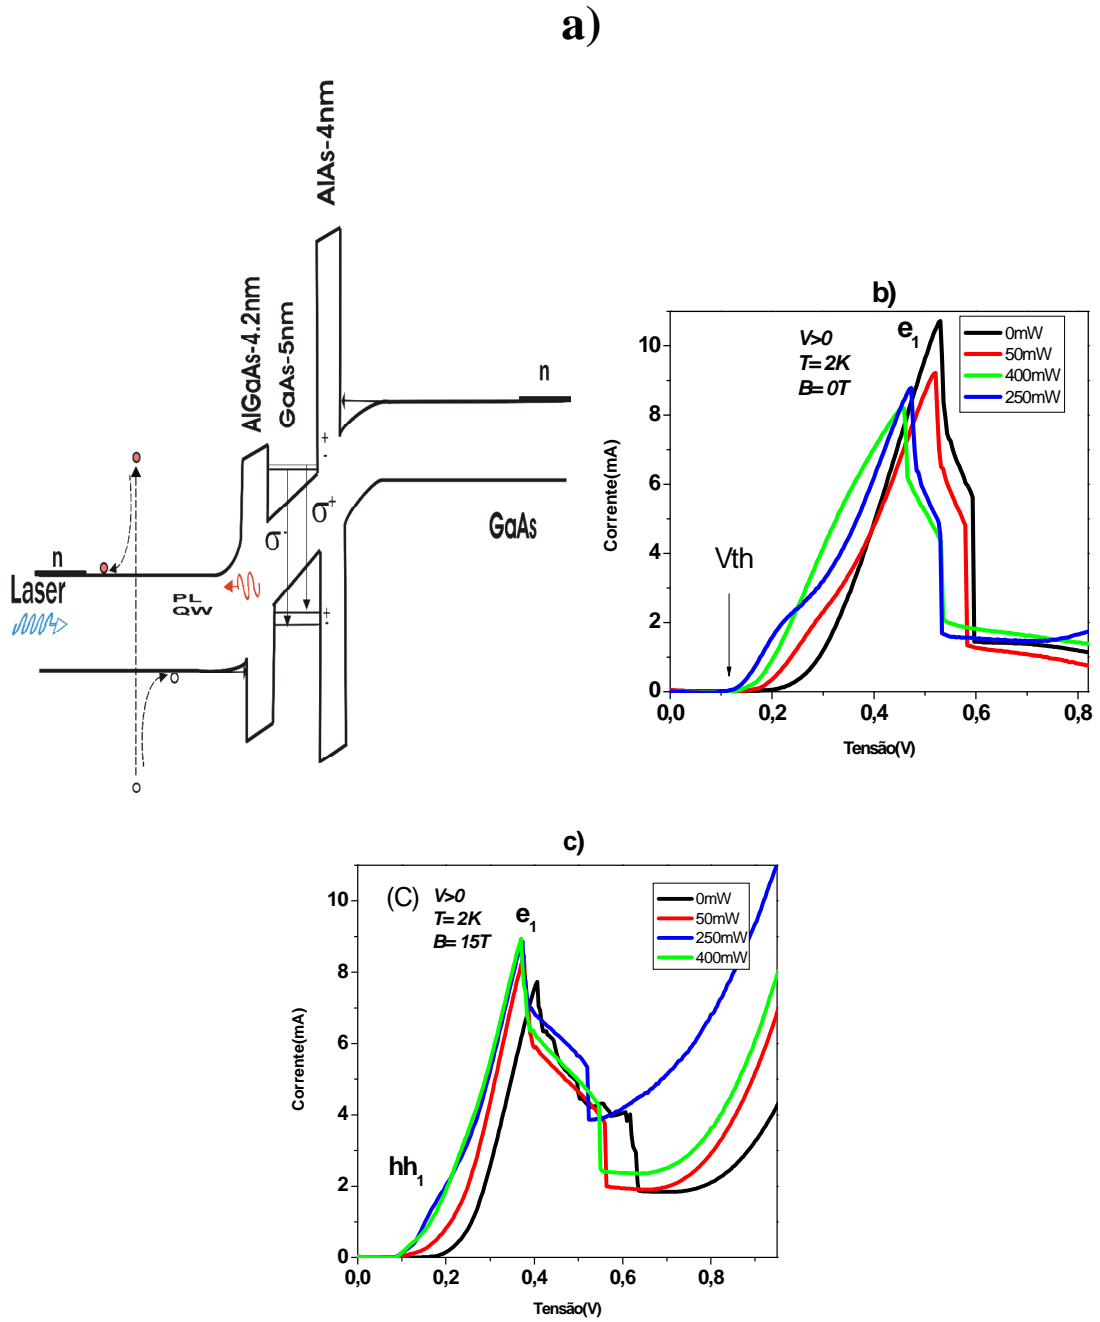 a)
AlAs-4nm
AlGaAs-4.2nm
GaAs-5nm
n
+
-
σ-
σ+
GaAs
n
Laser
PL
QW
+
-
b)
V>0
T= 2K
B= 0T
e1
0mW
50mW
400mW
250mW
Vth
Corrente(mA)
10
8
6
4
2
0
0,0
0,2
0,4
0,6
0,8
Tensão(V)
c)
(C)
V>0
T= 2K
B= 15T
e1
0mW
50mW
250mW
400mW
hh1
Corrente(mA)
10
8
6
4
2
0
0,0
0,2
0,4
0,6
0,8
Tensão(V)